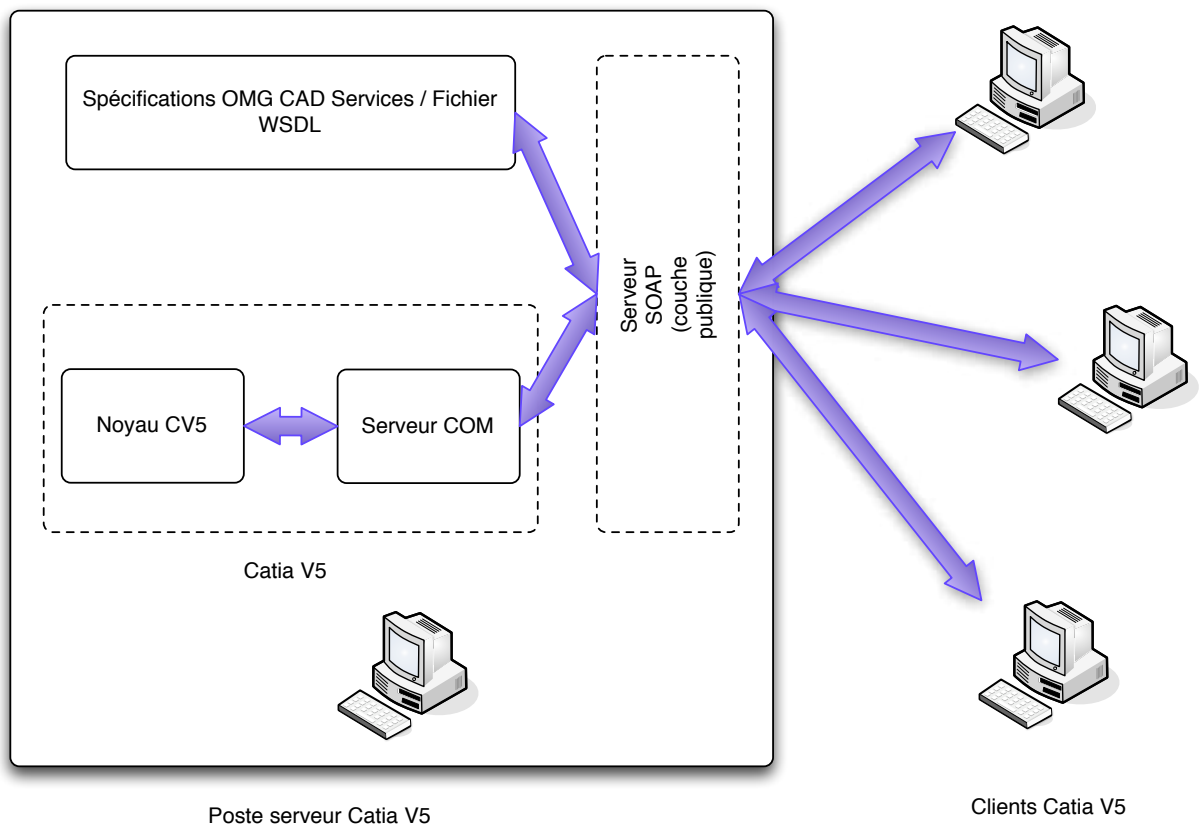 Spécifications OMG CAD Services / Fichier
WSDL
Serveur
SOAP
(couche
publique)
Noyau CV5
Serveur COM
Catia V5
Poste serveur Catia V5
Clients Catia V5